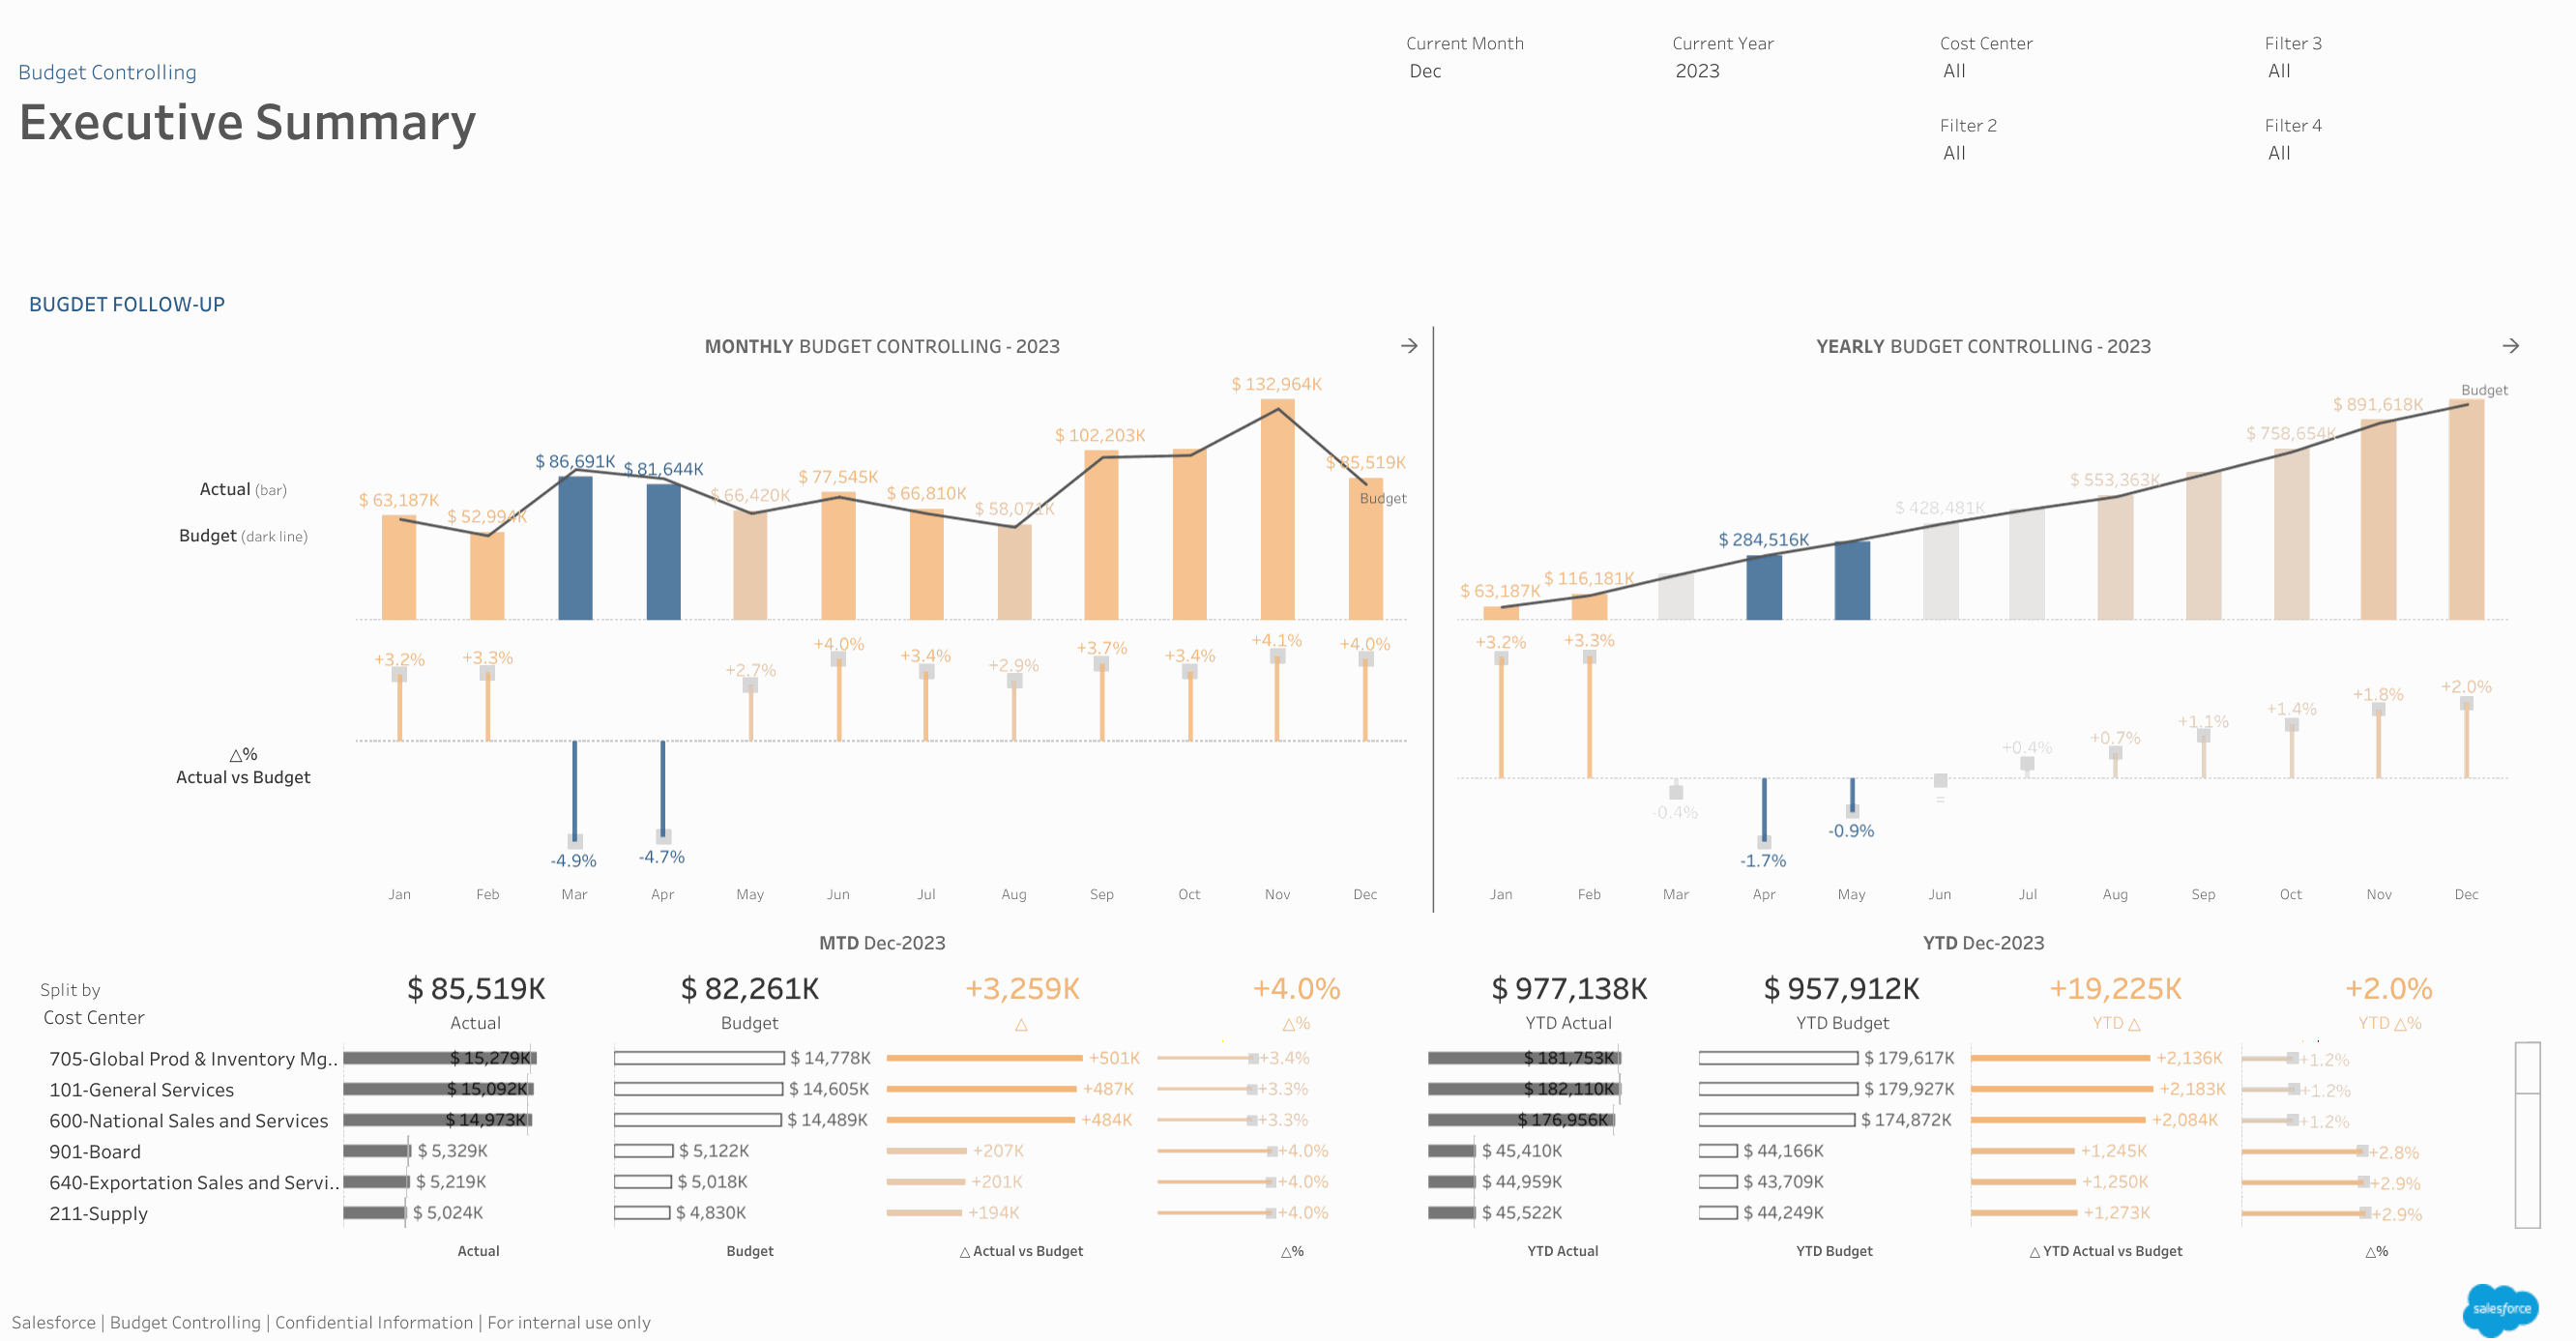 Current Month
Dec
Current Year
2023
Cost Center
All
Filter 3
All
Filter 2
All
Filter 4
All
Budget Controlling
Executive Summary
BUGDET FOLLOW-UP
MONTHLY BUDGET CONTROLLING - 2023 →
Actual (bar)
Budget (dark line)
$ 63,187K $ 52,994K $ 86,691K $ 81,644K $ 66,420K $ 77,545K $ 66,810K $ 58,071K $ 102,203K $ 132,964K $ 85,519K
Budget
△%
Actual vs Budget
+3.2% +3.3% -4.9% -4.7% +2.7% +4.0% +3.4% +2.9% +3.7% +3.4% +4.1% +4.0%
Jan Feb Mar Apr May Jun Jul Aug Sep Oct Nov Dec
YEARLY BUDGET CONTROLLING - 2023 →
Budget
$ 63,187K $ 116,181K $ 284,516K $ 428,481K $ 553,363K $ 758,654K $ 891,618K
+3.2% +3.3% -0.4% -1.7% -0.9% = +0.4% +0.7% +1.1% +1.4% +1.8% +2.0%
Jan Feb Mar Apr May Jun Jul Aug Sep Oct Nov Dec
MTD Dec-2023
YTD Dec-2023
Split by
Cost Center
$ 85,519K $ 82,261K +3,259K +4.0% $ 977,138K $ 957,912K +19,225K +2.0%
Actual Budget △ △% YTD Actual YTD Budget YTD △ YTD △%
705-Global Prod & Inventory Mg.. $ 15,279K $ 14,778K +501K +3.4% $ 181,753K $ 179,617K +2,136K +1.2%
101-General Services $ 15,092K $ 14,605K +487K +3.3% $ 182,110K $ 179,927K +2,183K +1.2%
600-National Sales and Services $ 14,973K $ 14,489K +484K +3.3% $ 176,956K $ 174,872K +2,084K +1.2%
901-Board $ 5,329K $ 5,122K +207K +4.0% $ 45,410K $ 44,166K +1,245K +2.8%
640-Exportation Sales and Servi.. $ 5,219K $ 5,018K +201K +4.0% $ 44,959K $ 43,709K +1,250K +2.9%
211-Supply $ 5,024K $ 4,830K +194K +4.0% $ 45,522K $ 44,249K +1,273K +2.9%
Actual Budget △ Actual vs Budget △% YTD Actual YTD Budget △ YTD Actual vs Budget △%
Salesforce | Budget Controlling | Confidential Information | For internal use only
salesforce